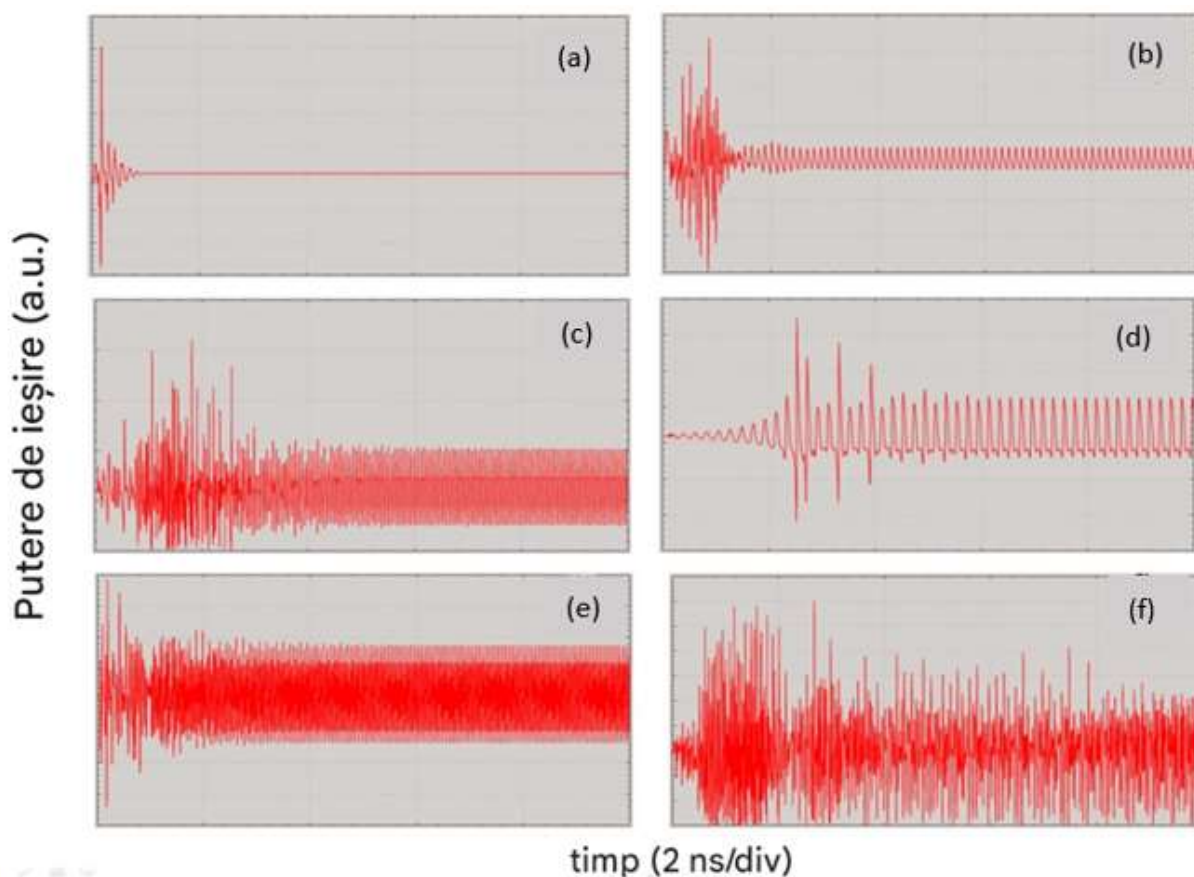 Putere de ieșire (a.u.)
(a)
(b)
(c)
(d)
(e)
(f)
timp (2 ns/div)